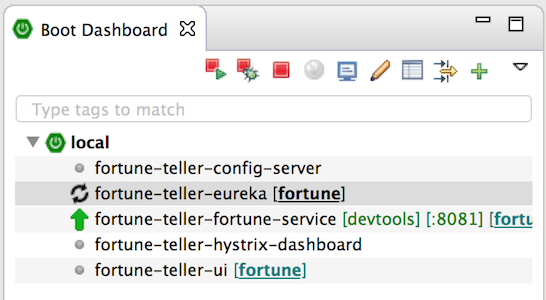 Boot Dashboard
Type tags to match
local
fortune-teller-config-server
fortune-teller-eureka [fortune]
fortune-teller-fortune-service [devtools] [:8081] [fortu
fortune-teller-hystrix-dashboard
fortune-teller-ui [fortune]